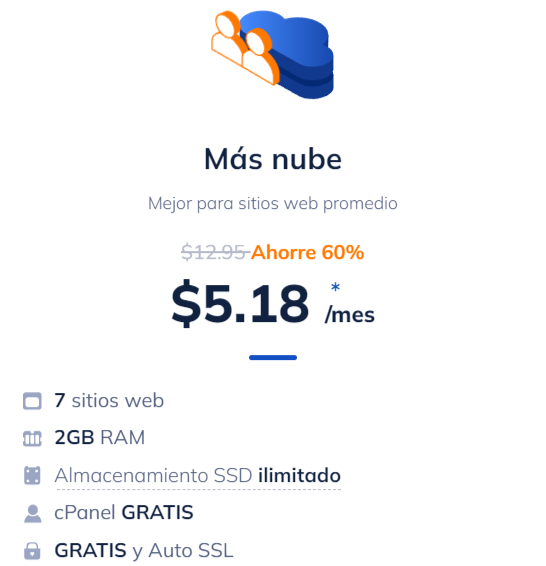 Más nube
Mejor para sitios web promedio
$12.95 Ahorre 60%
$5.18 * /mes
7 sitios web
2GB RAM
Almacenamiento SSD ilimitado
cPanel GRATIS
GRATIS y Auto SSL